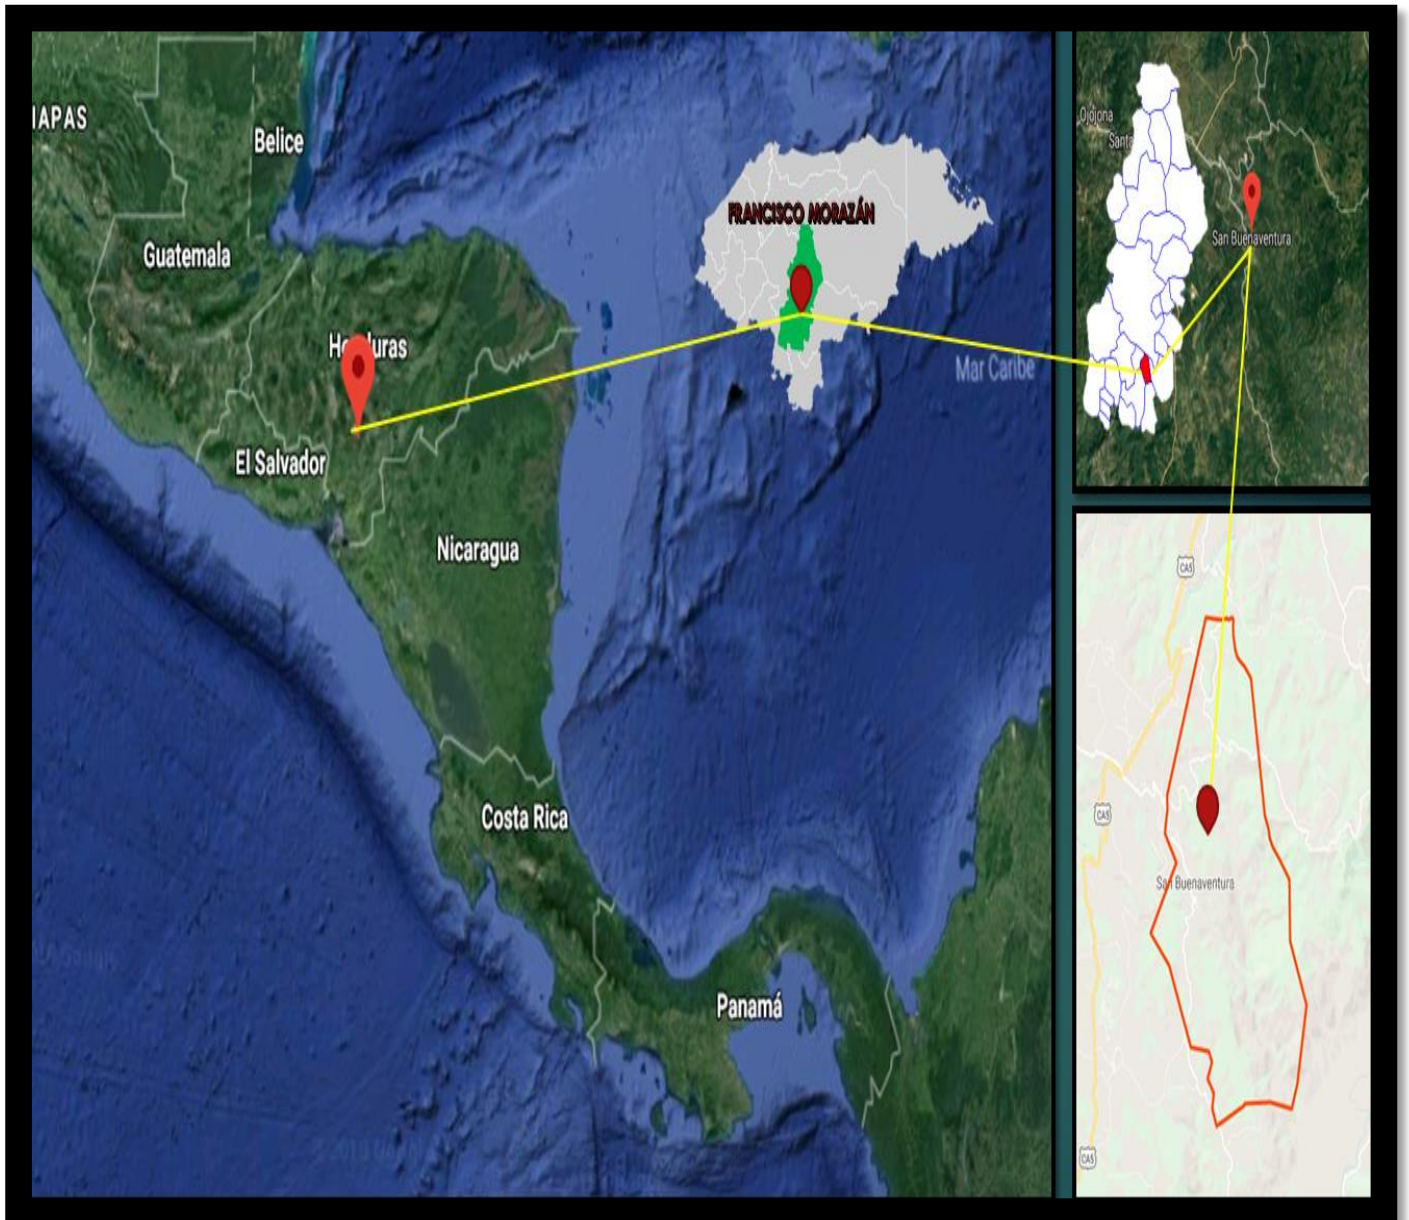 IAPAS
Belice
Guatemala
Honduras
El Salvador
Nicaragua
Costa Rica
Panamá
FRANCISCO MORAZÁN
Mar Caribe
Ojojona
Santa
San Buenaventura
CA5
CA5
San Buenaventura
CA5